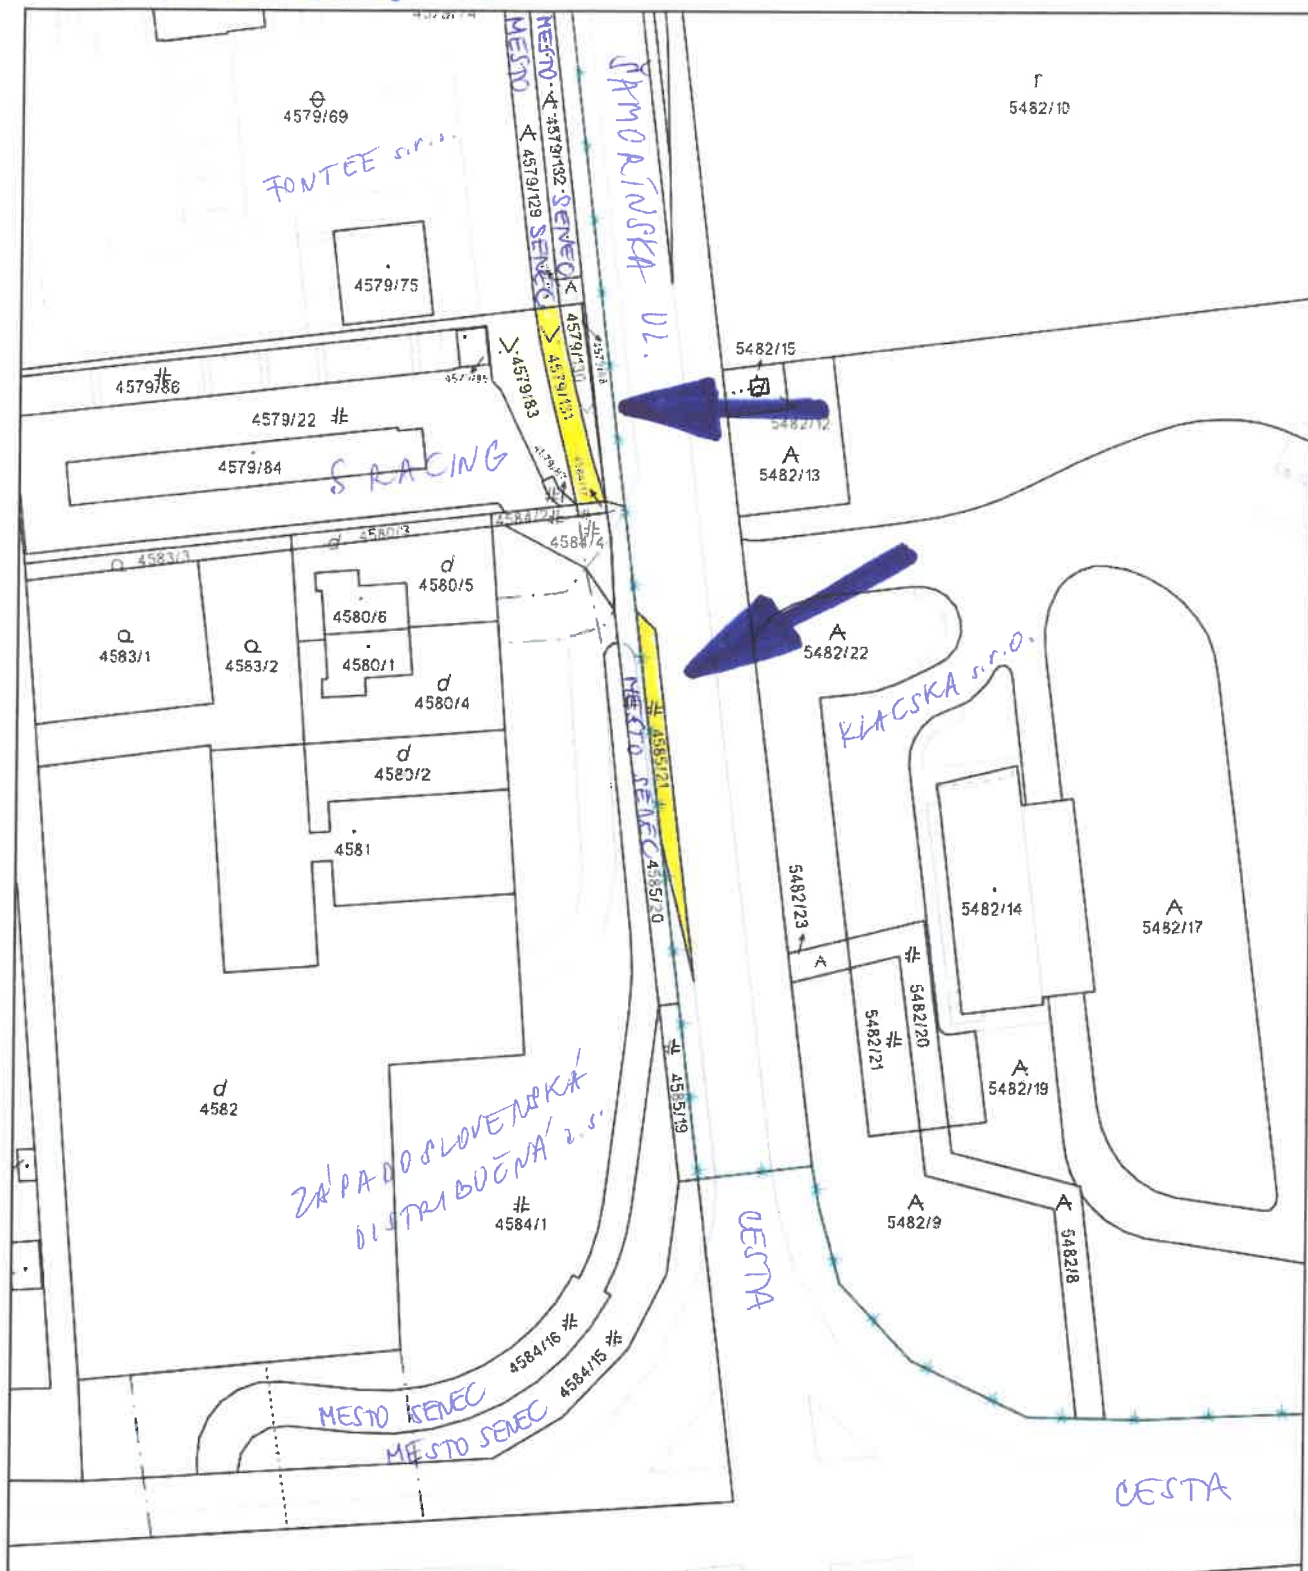 4579/69
FONTEE s.r.o.
4579/75
MESTO
A 4579/129 SENEC
MESTO
A 4579/132 SENEC
A
ŠAMORÍNSKA UL.
r
5482/10
4579/130
4579/83
4579/86
4579/22
4579/84
S RACING
5482/15
5482/12
A
5482/13
4583/3
4580/3
4584/2
4584/4
d
4580/5
4583/1
4583/2
4580/6
4580/1
d
4580/4
d
4580/2
4581
A
5482/22
KLACSKA s.r.o.
MESTO SENEC
4585/21
4585/20
4585/19
5482/23
A
5482/14
A
5482/17
5482/20
5482/21
A
5482/19
d
4582
ZÁPADOSLOVENSKÁ
DISTRIBUČNÁ a.s.
4584/1
CESTA
A
5482/9
A
5482/8
4584/16
4584/15
MESTO SENEC
MESTO SENEC
CESTA